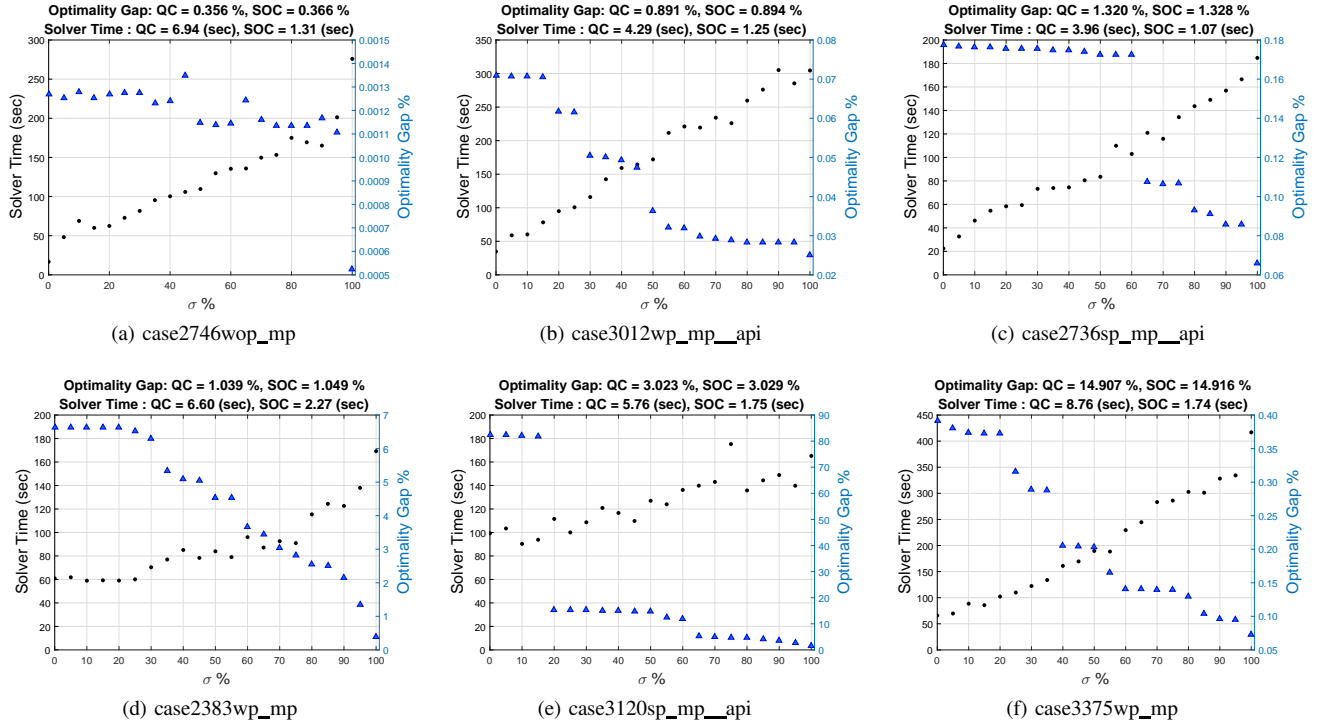 Optimality Gap: QC = 0.356 %, SOC = 0.366 %
Solver Time : QC = 6.94 (sec), SOC = 1.31 (sec)
Solver Time (sec)
300
250
200
150
100
50
0
0 20 40 60 80 100
σ %
0.0015
0.0014
0.0013
0.0012
0.0011
0.0010
0.0009
0.0008
0.0007
0.0006
0.0005
Optimality Gap %
(a) case2746wop_mp
Optimality Gap: QC = 0.891 %, SOC = 0.894 %
Solver Time : QC = 4.29 (sec), SOC = 1.25 (sec)
Solver Time (sec)
350
300
250
200
150
100
50
0
0 10 20 30 40 50 60 70 80 90 100
σ %
0.08
0.07
0.06
0.05
0.04
0.03
0.02
Optimality Gap %
(b) case3012wp_mp__api
Optimality Gap: QC = 1.320 %, SOC = 1.328 %
Solver Time : QC = 3.96 (sec), SOC = 1.07 (sec)
Solver Time (sec)
200
180
160
140
120
100
80
60
40
20
0
0 10 20 30 40 50 60 70 80 90 100
σ %
0.18
0.16
0.14
0.12
0.10
0.08
0.06
Optimality Gap %
(c) case2736sp_mp__api
Optimality Gap: QC = 1.039 %, SOC = 1.049 %
Solver Time : QC = 6.60 (sec), SOC = 2.27 (sec)
Solver Time (sec)
200
180
160
140
120
100
80
60
40
20
0
0 10 20 30 40 50 60 70 80 90 100
σ %
7
6
5
4
3
2
1
0
Optimality Gap %
(d) case2383wp_mp
Optimality Gap: QC = 3.023 %, SOC = 3.029 %
Solver Time : QC = 5.76 (sec), SOC = 1.75 (sec)
Solver Time (sec)
200
180
160
140
120
100
80
60
40
20
0
0 10 20 30 40 50 60 70 80 90 100
σ %
90
80
70
60
50
40
30
20
10
0
Optimality Gap %
(e) case3120sp_mp__api
Optimality Gap: QC = 14.907 %, SOC = 14.916 %
Solver Time : QC = 8.76 (sec), SOC = 1.74 (sec)
Solver Time (sec)
450
400
350
300
250
200
150
100
50
0
0 10 20 30 40 50 60 70 80 90 100
σ %
0.40
0.35
0.30
0.25
0.20
0.15
0.10
0.05
Optimality Gap %
(f) case3375wp_mp